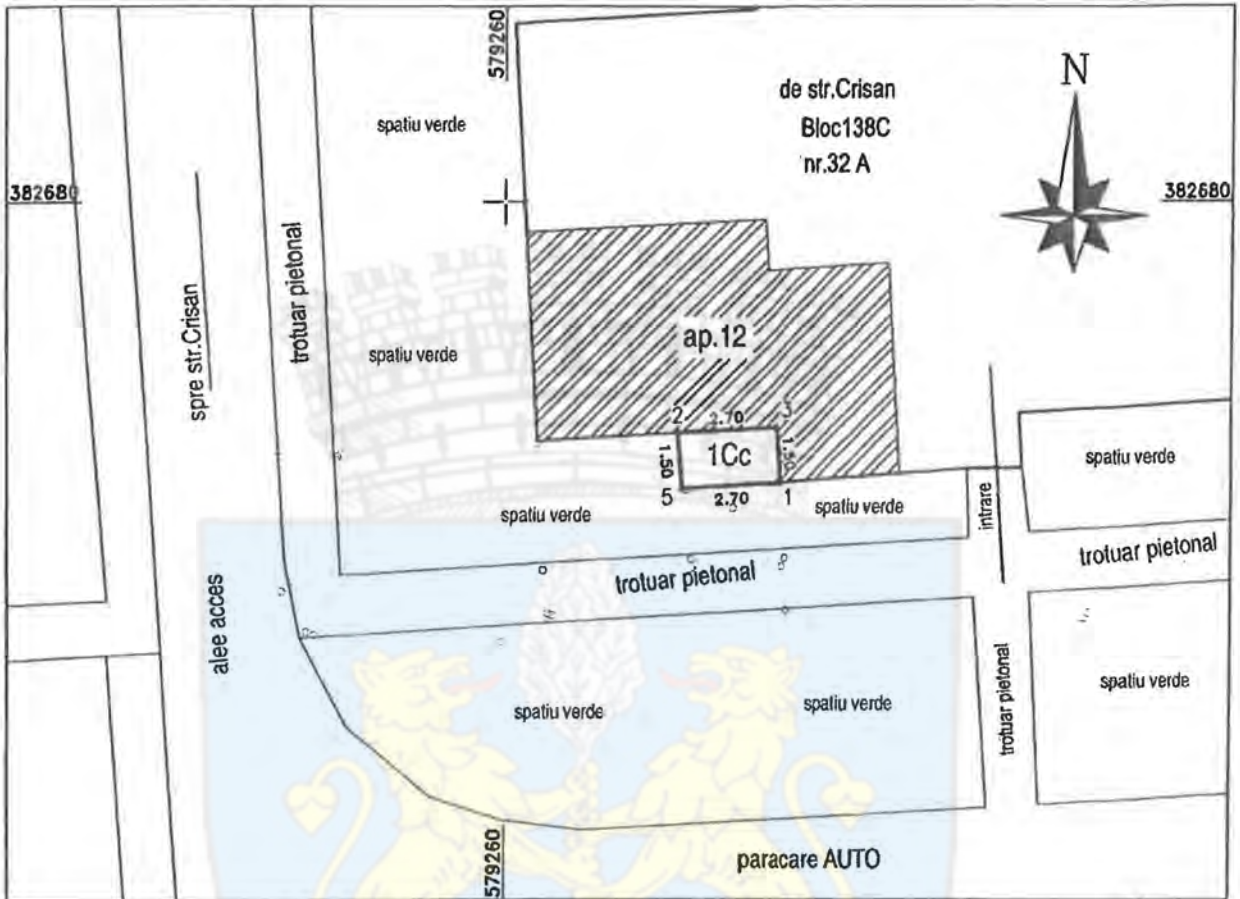 579260
de str.Crisan
Bloc138C
nr.32 A
N
spatiu verde
382680
382680
spre str.Crisan
trotuar pietonal
spatiu verde
ap.12
2
2.70
3
1.50
1Cc
1.50
5
2.70
1
spatiu verde
spatiu verde
intrare
spatiu verde
trotuar pietonal
trotuar pietonal
alee acces
spatiu verde
spatiu verde
trotuar pietonal
spatiu verde
579260
paracare AUTO